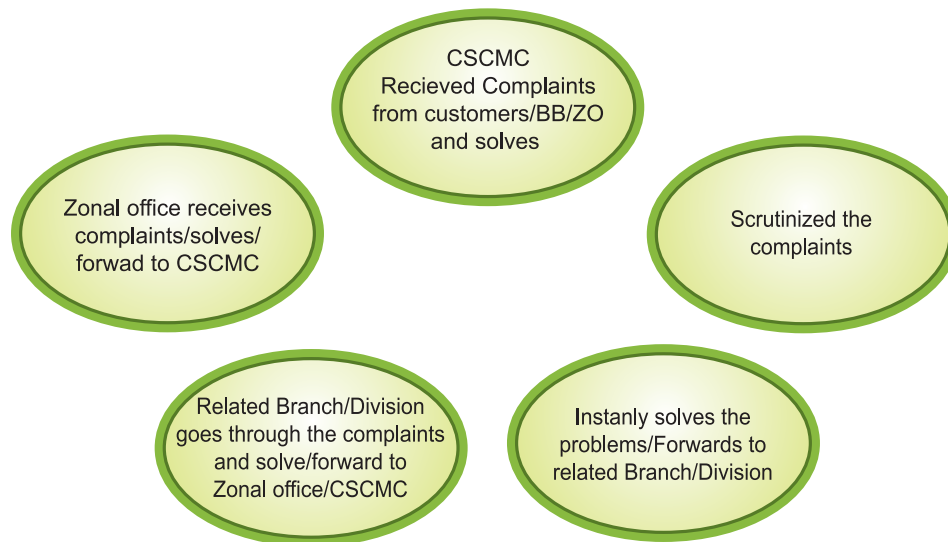 CSCMC
Recieved Complaints
from customers/BB/ZO
and solves
Scrutinized the
complaints
Instanly solves the
problems/Forwards to
related Branch/Division
Related Branch/Division
goes through the complaints
and solve/forward to
Zonal office/CSCMC
Zonal office receives
complaints/solves/
forwad to CSCMC